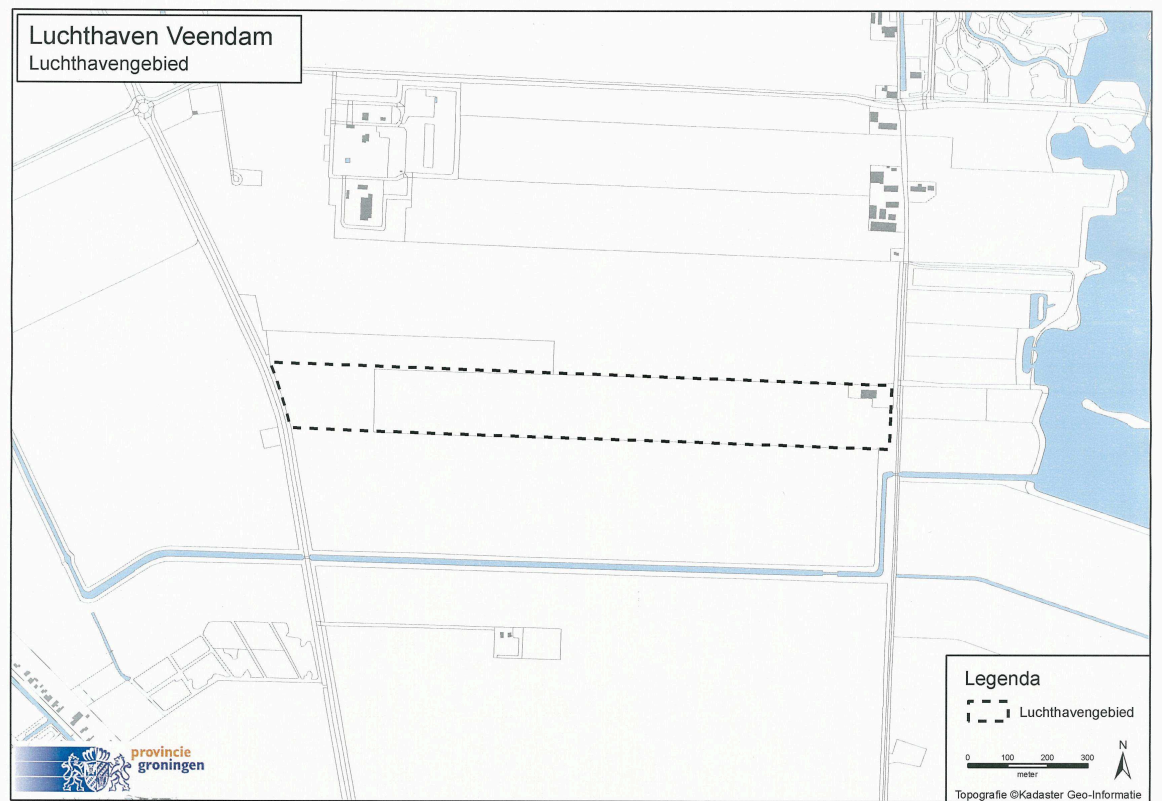 Luchthaven Veendam
Luchthavengebied
Legenda
Luchthavengebied
0 100 200 300
meter
N
Topografie ©Kadaster Geo-Informatie
provincie
groningen